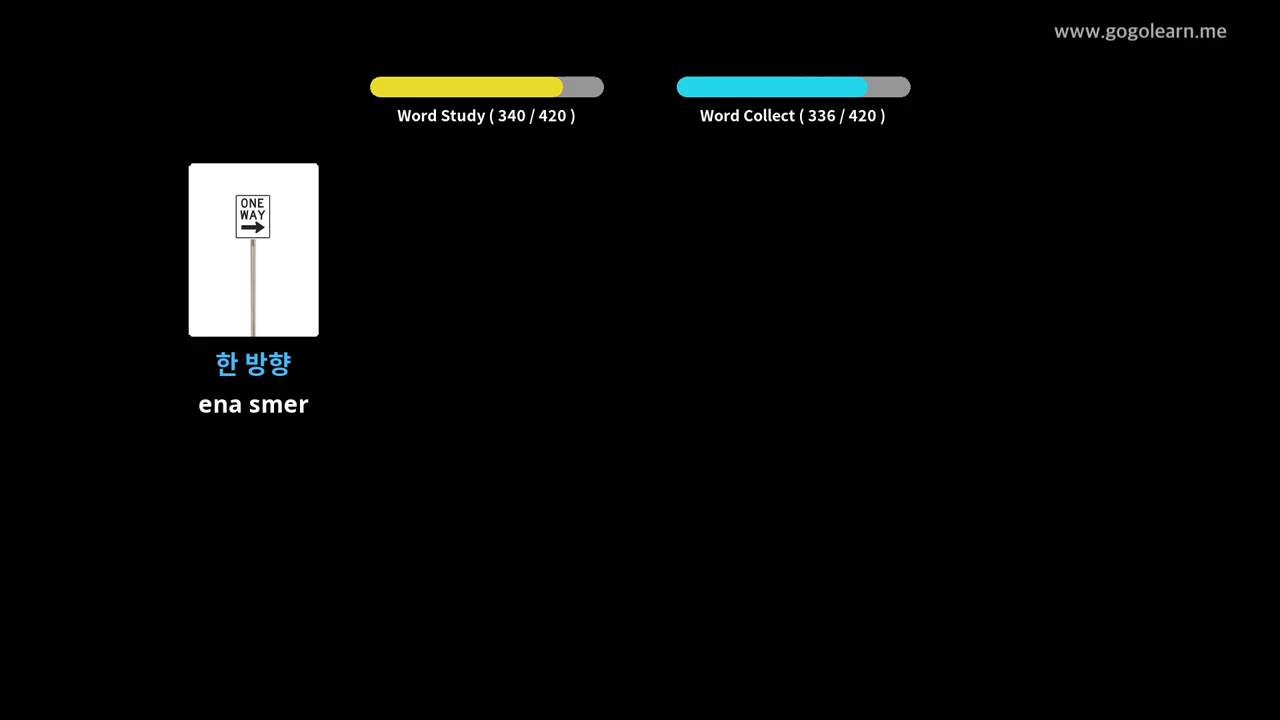 www.gogolearn.me
Word Study ( 340 / 420 )
Word Collect ( 336 / 420 )
ONE
WAY
한 방향
ena smer